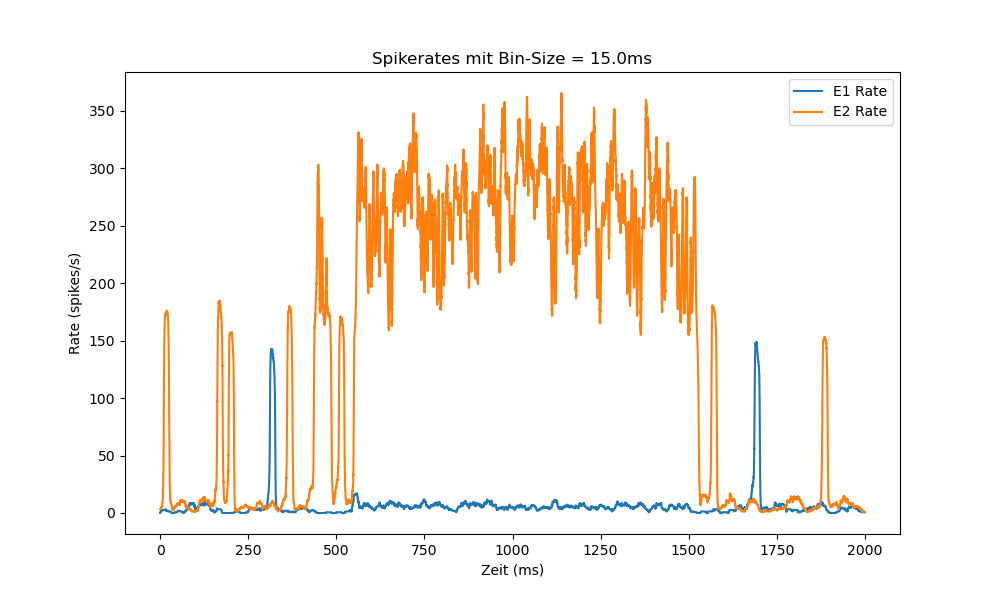 Spikerates mit Bin-Size = 15.0ms
E1 Rate
E2 Rate
Rate (spikes/s)
350
300
250
200
150
100
50
0
0 250 500 750 1000 1250 1500 1750 2000
Zeit (ms)